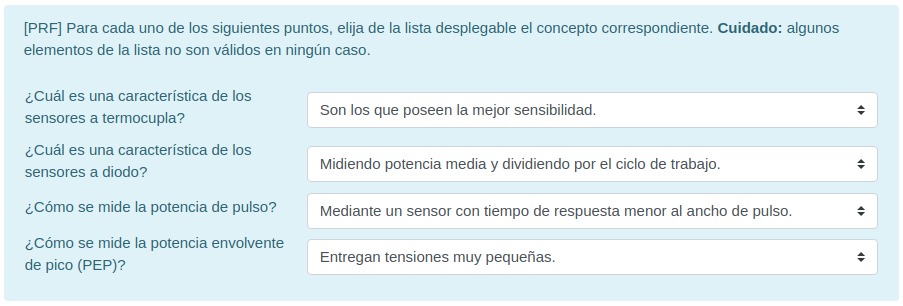 [PRF] Para cada uno de los siguientes puntos, elija de la lista desplegable el concepto correspondiente. Cuidado: algunos
elementos de la lista no son válidos en ningún caso.
¿Cuál es una característica de los
sensores a termocupla?
Son los que poseen la mejor sensibilidad.
¿Cuál es una característica de los
sensores a diodo?
Midiendo potencia media y dividiendo por el ciclo de trabajo.
¿Cómo se mide la potencia de pulso?
Mediante un sensor con tiempo de respuesta menor al ancho de pulso.
¿Cómo se mide la potencia envolvente
de pico (PEP)?
Entregan tensiones muy pequeñas.